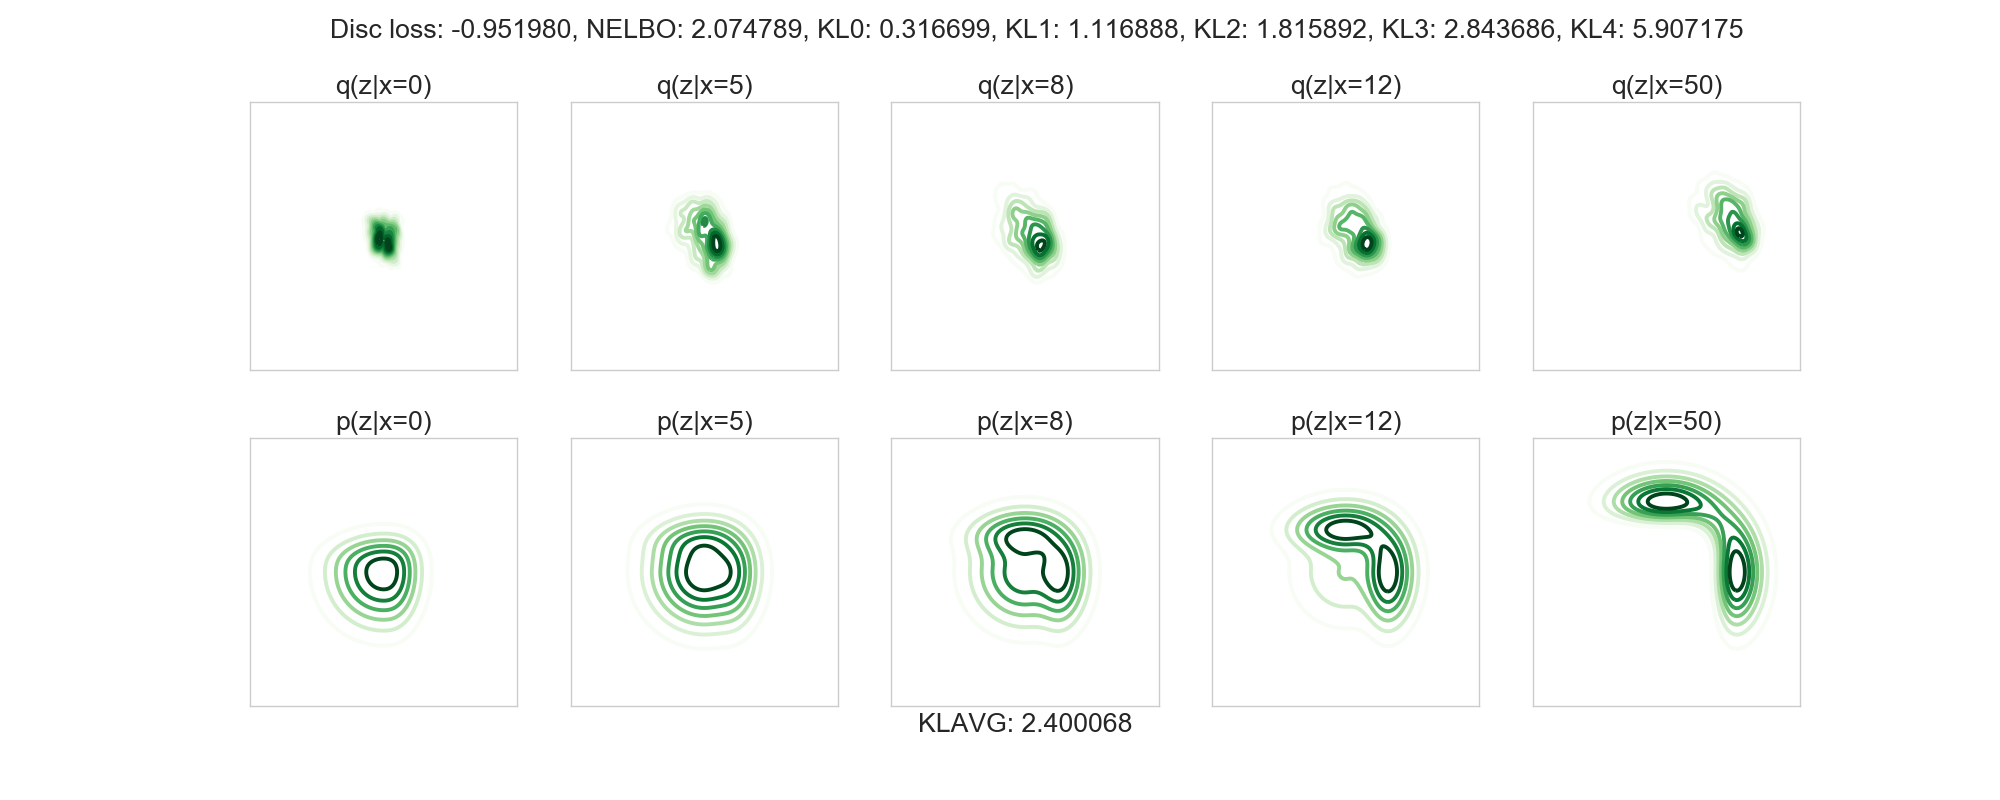 Disc loss: -0.951980, NELBO: 2.074789, KL0: 0.316699, KL1: 1.116888, KL2: 1.815892, KL3: 2.843686, KL4: 5.907175
q(z|x=0)
q(z|x=5)
q(z|x=8)
q(z|x=12)
q(z|x=50)
p(z|x=0)
p(z|x=5)
p(z|x=8)
p(z|x=12)
p(z|x=50)
KLAVG: 2.400068